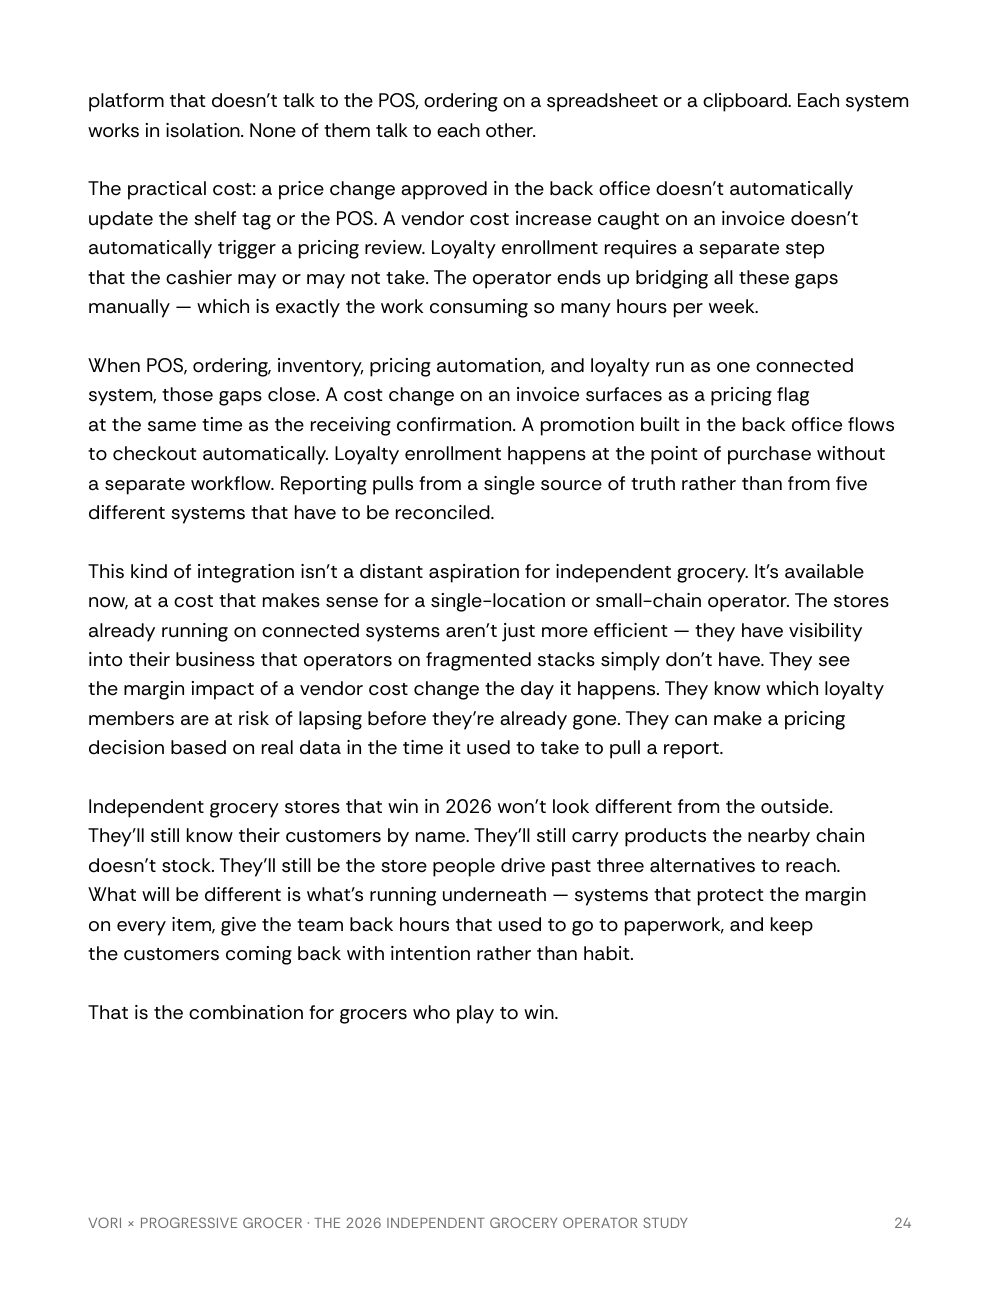 platform that doesn’t talk to the POS, ordering on a spreadsheet or a clipboard. Each system
works in isolation. None of them talk to each other.
The practical cost: a price change approved in the back office doesn’t automatically
update the shelf tag or the POS. A vendor cost increase caught on an invoice doesn’t
automatically trigger a pricing review. Loyalty enrollment requires a separate step
that the cashier may or may not take. The operator ends up bridging all these gaps
manually — which is exactly the work consuming so many hours per week.
When POS, ordering, inventory, pricing automation, and loyalty run as one connected
system, those gaps close. A cost change on an invoice surfaces as a pricing flag
at the same time as the receiving confirmation. A promotion built in the back office flows
to checkout automatically. Loyalty enrollment happens at the point of purchase without
a separate workflow. Reporting pulls from a single source of truth rather than from five
different systems that have to be reconciled.
This kind of integration isn’t a distant aspiration for independent grocery. It’s available
now, at a cost that makes sense for a single-location or small-chain operator. The stores
already running on connected systems aren’t just more efficient — they have visibility
into their business that operators on fragmented stacks simply don’t have. They see
the margin impact of a vendor cost change the day it happens. They know which loyalty
members are at risk of lapsing before they’re already gone. They can make a pricing
decision based on real data in the time it used to take to pull a report.
Independent grocery stores that win in 2026 won’t look different from the outside.
They’ll still know their customers by name. They’ll still carry products the nearby chain
doesn’t stock. They’ll still be the store people drive past three alternatives to reach.
What will be different is what’s running underneath — systems that protect the margin
on every item, give the team back hours that used to go to paperwork, and keep
the customers coming back with intention rather than habit.
That is the combination for grocers who play to win.
VORI × PROGRESSIVE GROCER · THE 2026 INDEPENDENT GROCERY OPERATOR STUDY 24